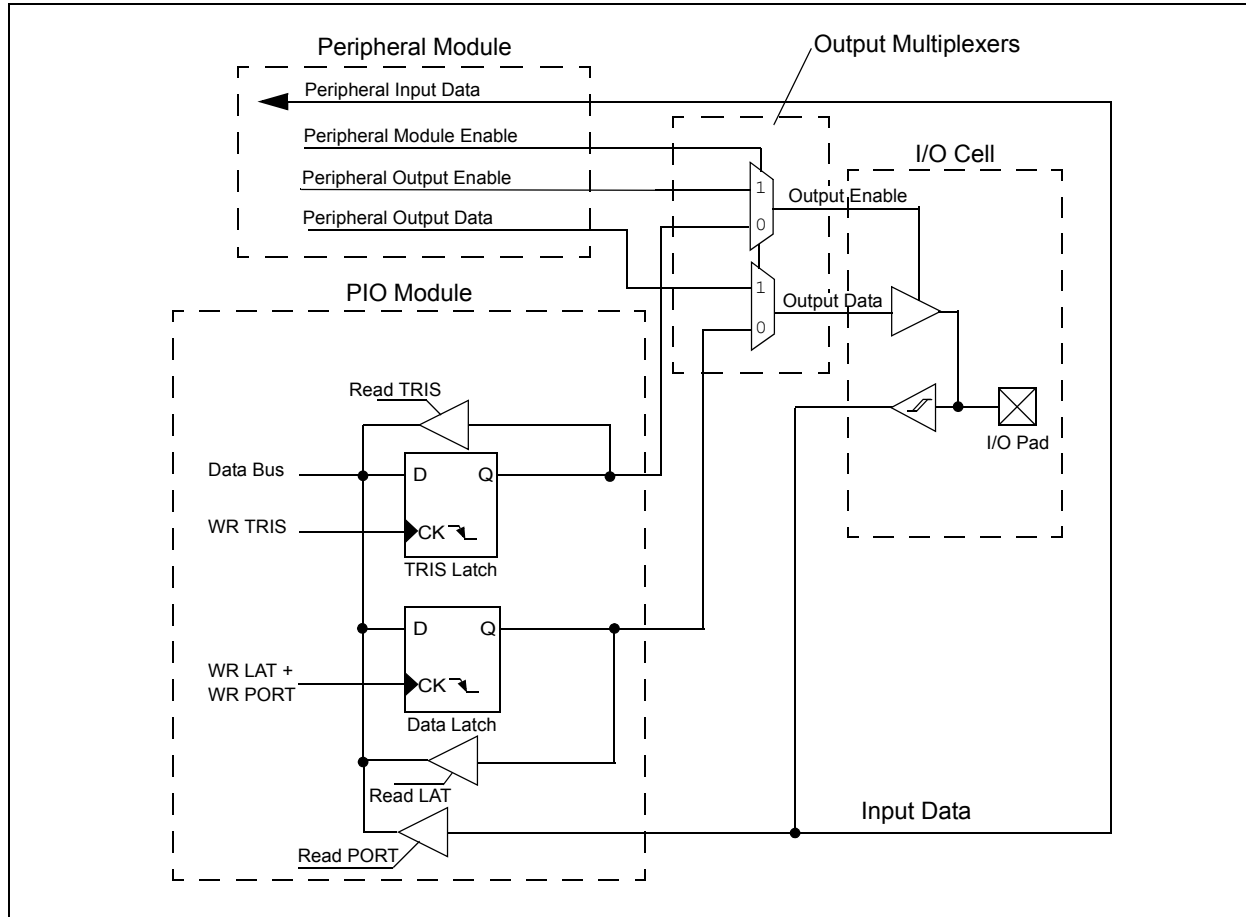 Peripheral Module
Output Multiplexers
Peripheral Input Data
Peripheral Module Enable
I/O Cell
Peripheral Output Enable
1
Output Enable
Peripheral Output Data
0
PIO Module
1
Output Data
0
Read TRIS
I/O Pad
Data Bus
D
Q
WR TRIS
CK
TRIS Latch
D
Q
WR LAT +
WR PORT
CK
Data Latch
Read LAT
Input Data
Read PORT